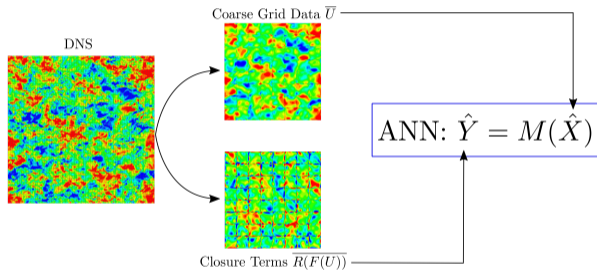 Coarse Grid Data $\overline{U}$
DNS
ANN: $\hat{Y} = M(\hat{X})$
Closure Terms $\overline{R(F(U))}$